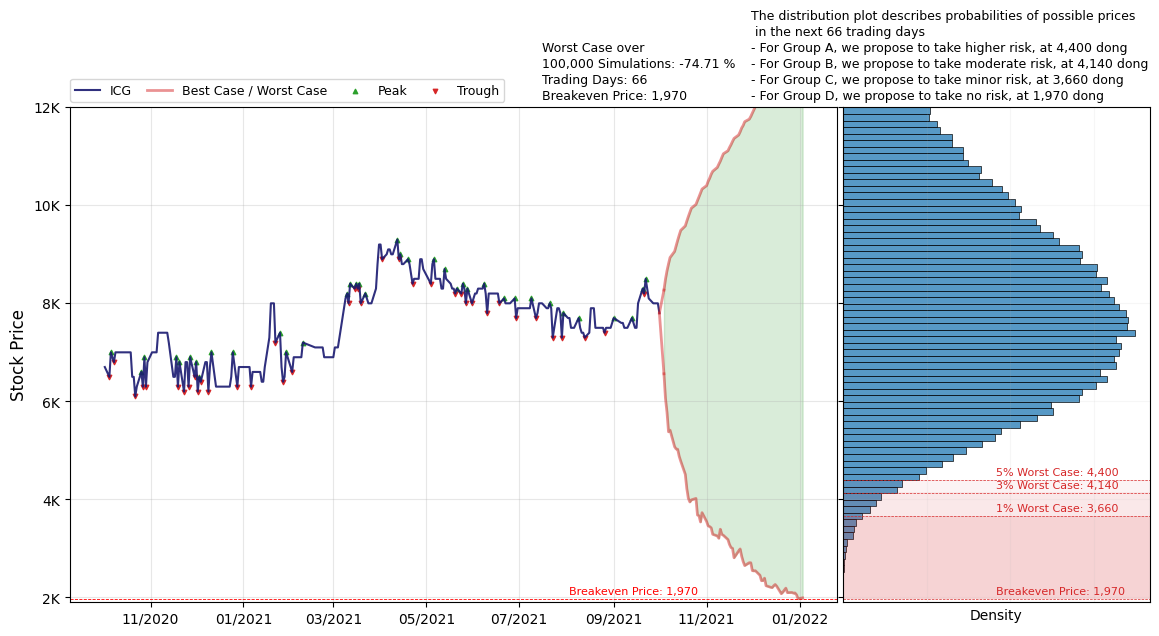 The distribution plot describes probabilities of possible prices
in the next 66 trading days
- For Group A, we propose to take higher risk, at 4,400 dong
- For Group B, we propose to take moderate risk, at 4,140 dong
- For Group C, we propose to take minor risk, at 3,660 dong
- For Group D, we propose to take no risk, at 1,970 dong
Worst Case over
100,000 Simulations: -74.71 %
Trading Days: 66
Breakeven Price: 1,970
ICG
Best Case / Worst Case
Peak
Trough
Stock Price
12K
10K
8K
6K
4K
2K
Breakeven Price: 1,970
11/2020
01/2021
3/2021
05/2021
07/2021
09/2021
11/2021
01/2022
5% Worst Case: 4,400
3% Worst Case: 4,140
1% Worst Case: 3,660
Breakeven Price: 1,970
Density